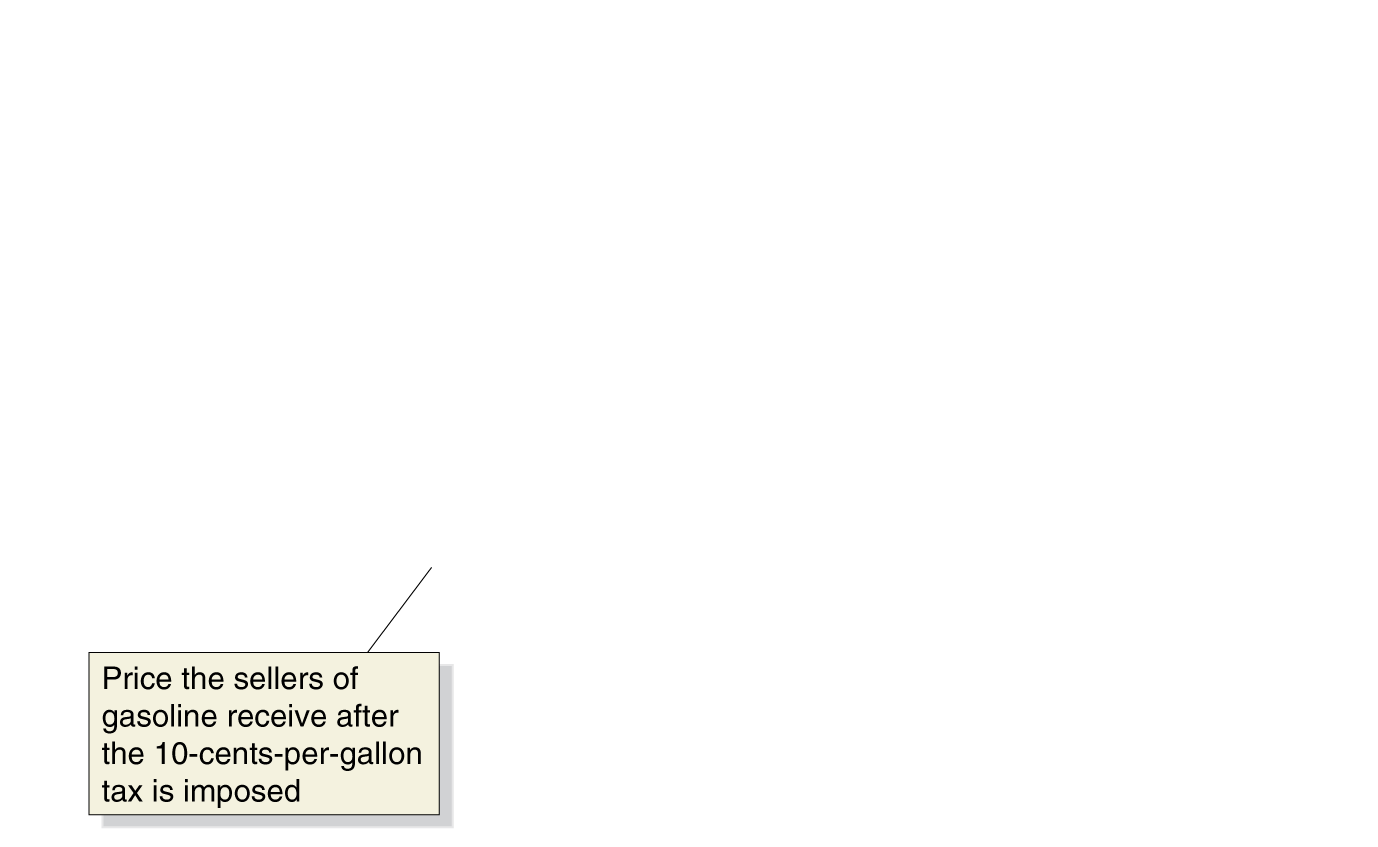 Price the sellers of
gasoline receive after
the 10-cents-per-gallon
tax is imposed